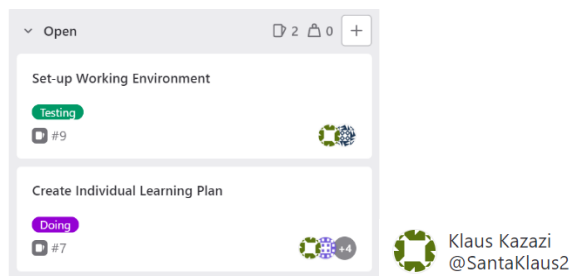 Open 2 0
Set-up Working Environment
Testing
#9
Create Individual Learning Plan
Doing
#7 +4
Klaus Kazazi
@SantaKlaus2